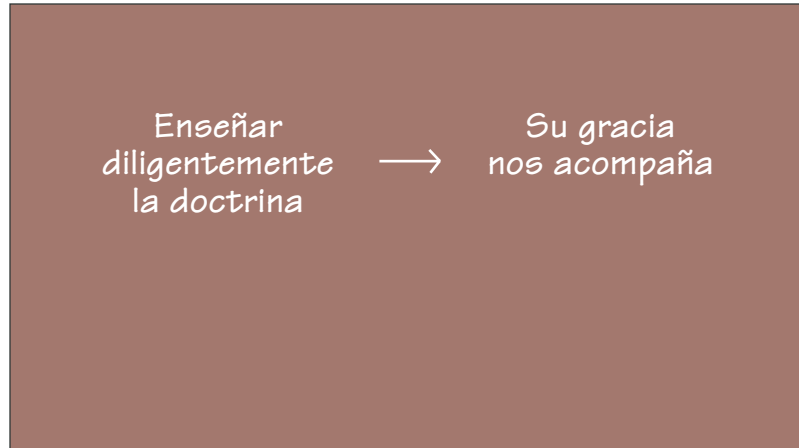 Enseñar
diligentemente
la doctrina
→
Su gracia
nos acompaña